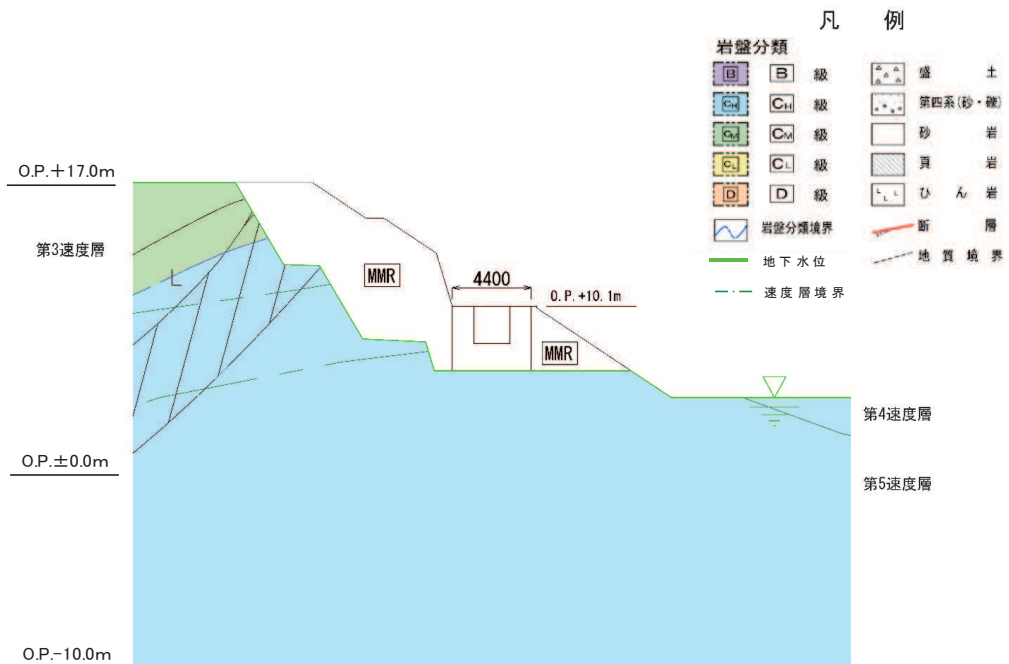 凡 例
岩盤分類
B B 級
CH CH 級
CM CM 級
CL CL 級
D D 級
岩盤分類境界
地下水位
速度層境界
盛 土
第四系(砂・礫)
砂 岩
頁 岩
ひ ん 岩
断 層
地 質 境 界
O.P.+17.0m
第3速度層
L
MMR
4400
O.P.+10.1m
MMR
第4速度層
O.P.±0.0m
第5速度層
O.P.-10.0m